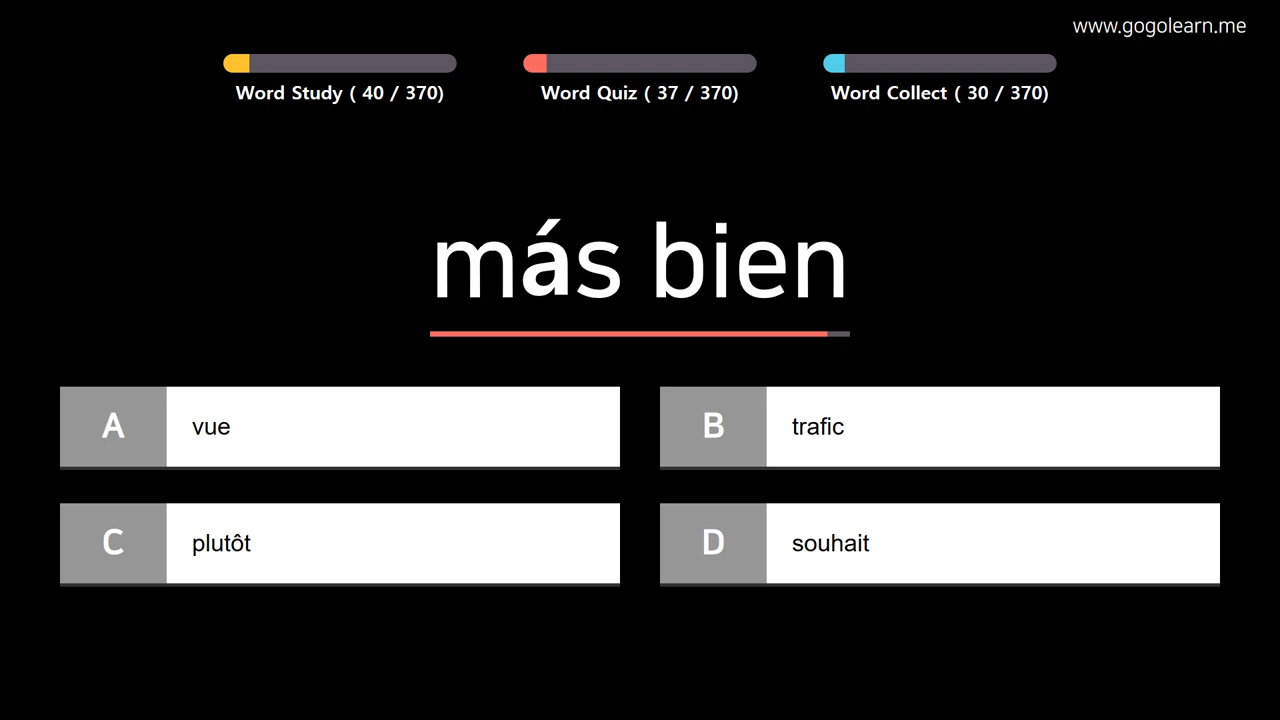 www.gogolearn.me
Word Study ( 40 / 370)
Word Quiz ( 37 / 370)
Word Collect ( 30 / 370)
más bien
A vue
B trafic
C plutôt
D souhait